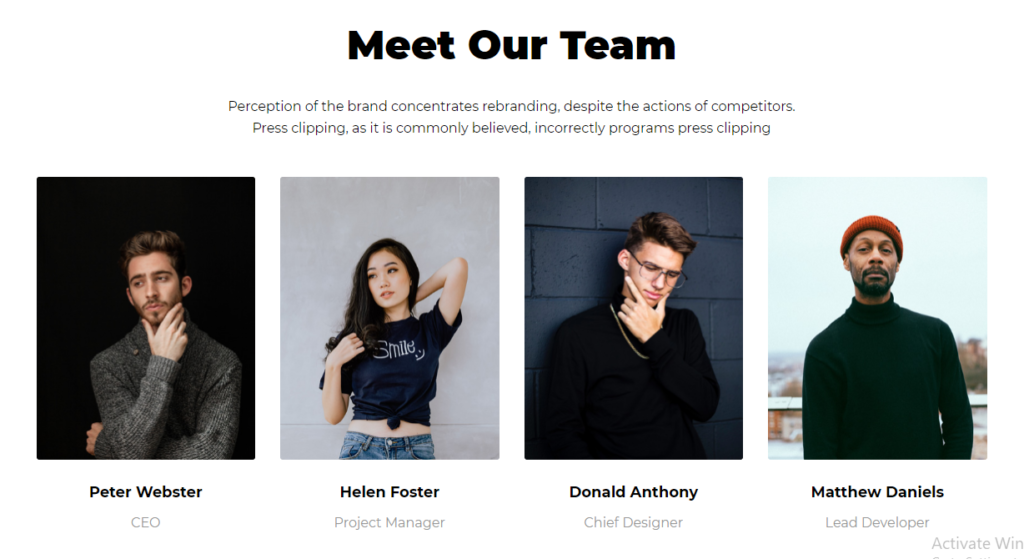 Meet Our Team
Perception of the brand concentrates rebranding, despite the actions of competitors.
Press clipping, as it is commonly believed, incorrectly programs press clipping
Smile
Peter Webster
Helen Foster
Donald Anthony
Matthew Daniels
CEO
Project Manager
Chief Designer
Lead Developer
Activate Win